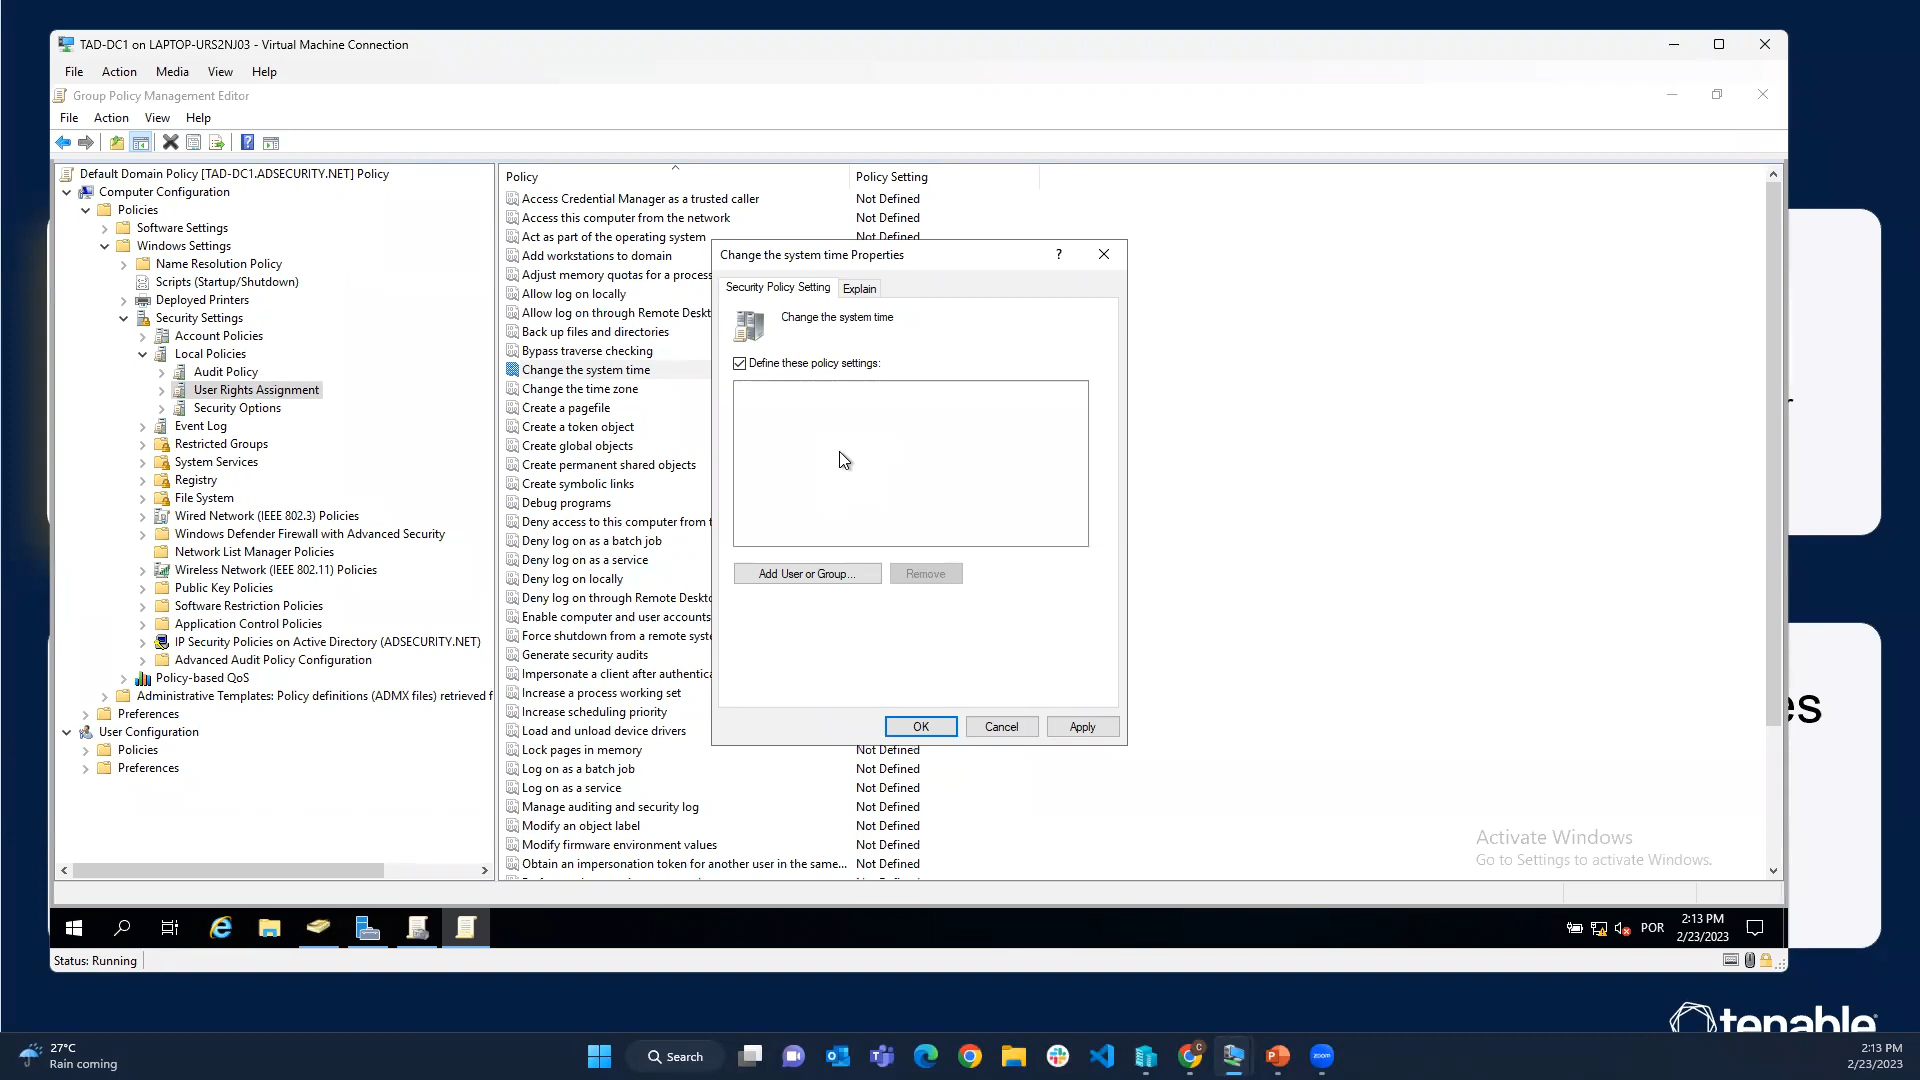 TAD-DC1 on LAPTOP-URS2NJ03 - Virtual Machine Connection
File Action Media View Help
Group Policy Management Editor
File Action View Help
Default Domain Policy [TAD-DC1.ADSECURITY.NET] Policy
Computer Configuration
Policies
Software Settings
Windows Settings
Name Resolution Policy
Scripts (Startup/Shutdown)
Deployed Printers
Security Settings
Account Policies
Local Policies
Audit Policy
User Rights Assignment
Security Options
Event Log
Restricted Groups
System Services
Registry
File System
Wired Network (IEEE 802.3) Policies
Windows Defender Firewall with Advanced Security
Network List Manager Policies
Wireless Network (IEEE 802.11) Policies
Public Key Policies
Software Restriction Policies
Application Control Policies
IP Security Policies on Active Directory (ADSECURITY.NET)
Advanced Audit Policy Configuration
Policy-based QoS
Administrative Templates: Policy definitions (ADMX files) retrieved f
Preferences
User Configuration
Policies
Preferences
Policy Policy Setting
Access Credential Manager as a trusted caller Not Defined
Access this computer from the network Not Defined
Act as part of the operating system Not Defined
Add workstations to domain
Adjust memory quotas for a process
Allow log on locally
Allow log on through Remote Deskt
Back up files and directories
Bypass traverse checking
Change the system time
Change the time zone
Create a pagefile
Create a token object
Create global objects
Create permanent shared objects
Create symbolic links
Debug programs
Deny access to this computer from t
Deny log on as a batch job
Deny log on as a service
Deny log on locally
Deny log on through Remote Deskto
Enable computer and user accounts
Force shutdown from a remote syste
Generate security audits
Impersonate a client after authentica
Increase a process working set
Increase scheduling priority
Load and unload device drivers
Lock pages in memory Not Defined
Log on as a batch job Not Defined
Log on as a service Not Defined
Manage auditing and security log Not Defined
Modify an object label Not Defined
Modify firmware environment values Not Defined
Obtain an impersonation token for another user in the same... Not Defined
Change the system time Properties ?
Security Policy Setting Explain
Change the system time
Define these policy settings:
Add User or Group... Remove
OK Cancel Apply
Activate Windows
Go to Settings to activate Windows.
POR
2:13 PM
2/23/2023
Status: Running
es
tenable
27°C
Rain coming
Search
zoom
2:13 PM
2/23/2023